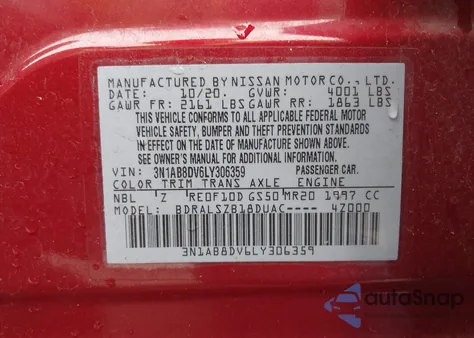 MANUFACTURED BY NISSAN MOTOR CO., LTD.
DATE: 10/20. GVWR: 4001 LBS
GAWR FR: 2161 LBS GAWR RR: 1863 LBS
THIS VEHICLE CONFORMS TO ALL APPLICABLE FEDERAL MOTOR
VEHICLE SAFETY, BUMPER AND THEFT PREVENTION STANDARDS
IN EFFECT ON THE DATE OF MANUFACTURE SHOWN ABOVE.
SEE OWNER'S MANUAL FOR ADDITIONAL INFORMATION.
VIN: 3N1AB8DV6LY306359 PASSENGER CAR.
COLOR TRIM TRANS AXLE ENGINE
NBL Z RE0F10D GS50 MR20 1997 CC
MODEL: BDRALSZB18DUAC---- 4Z000
3N1AB8DV6LY306359
autoSnap